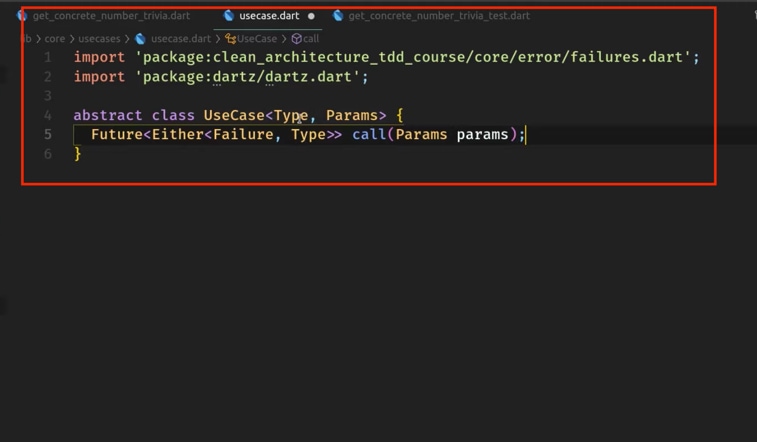 get_concrete_number_trivia.dart usecase.dart get_concrete_number_trivia_test.dart
lib > core > usecases > usecase.dart > UseCase > call
1 import 'package:clean_architecture_tdd_course/core/error/failures.dart';
2 import 'package:dartz/dartz.dart';
3
4 abstract class UseCase<Type, Params> {
5 Future<Either<Failure, Type>> call(Params params);
6 }